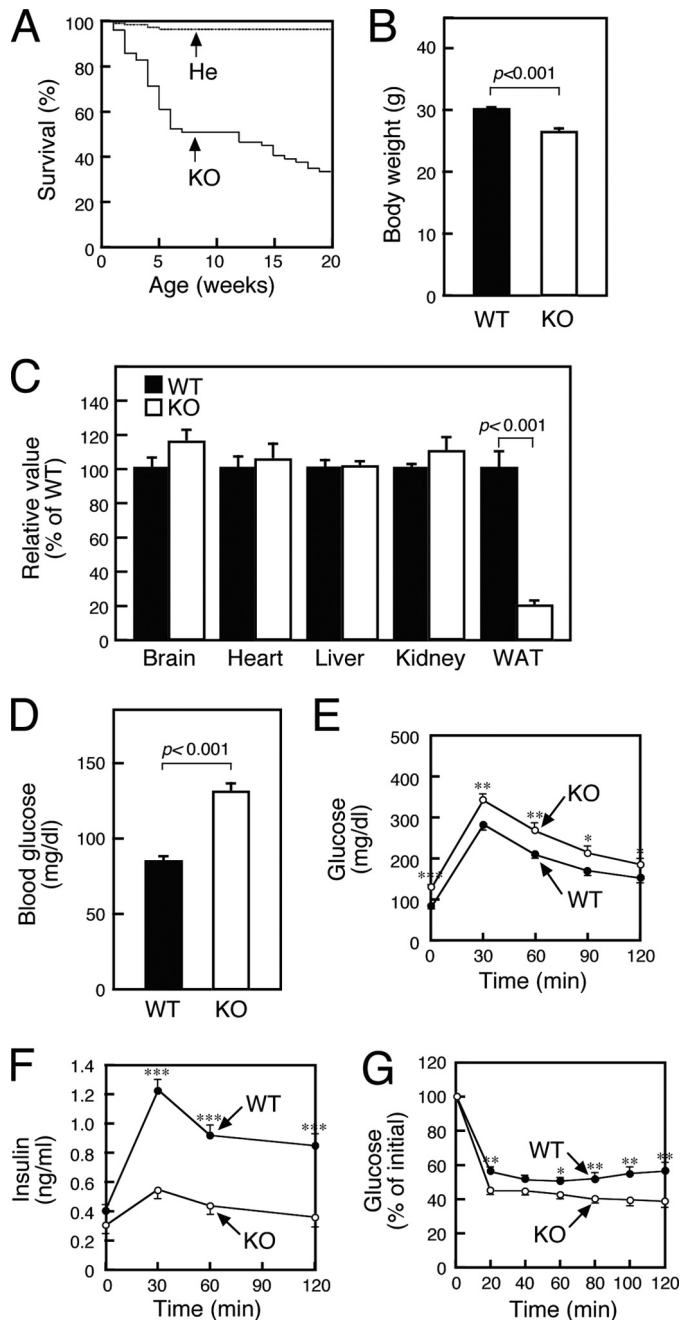 A
Survival (%)
100
80
60
40
20
0
He
KO
0 5 10 15 20
Age (weeks)
B
Body weight (g)
40
30
20
10
0
p<0.001
WT KO
C
Relative value
(% of WT)
WT
KO
140
120
100
80
60
40
20
0
p<0.001
Brain Heart Liver Kidney WAT
D
Blood glucose
(mg/dl)
150
100
50
0
p<0.001
WT KO
E
Glucose
(mg/dl)
500
400
300
200
100
0
*** ** ** * *
KO
WT
0 30 60 90 120
Time (min)
F
Insulin
(ng/ml)
1.4
1.2
1.0
0.8
0.6
0.4
0.2
0
*** *** ***
WT
KO
0 30 60 90 120
Time (min)
G
Glucose
(% of initial)
120
100
80
60
40
20
0
** * ** ** **
WT
KO
0 20 40 60 80 100 120
Time (min)